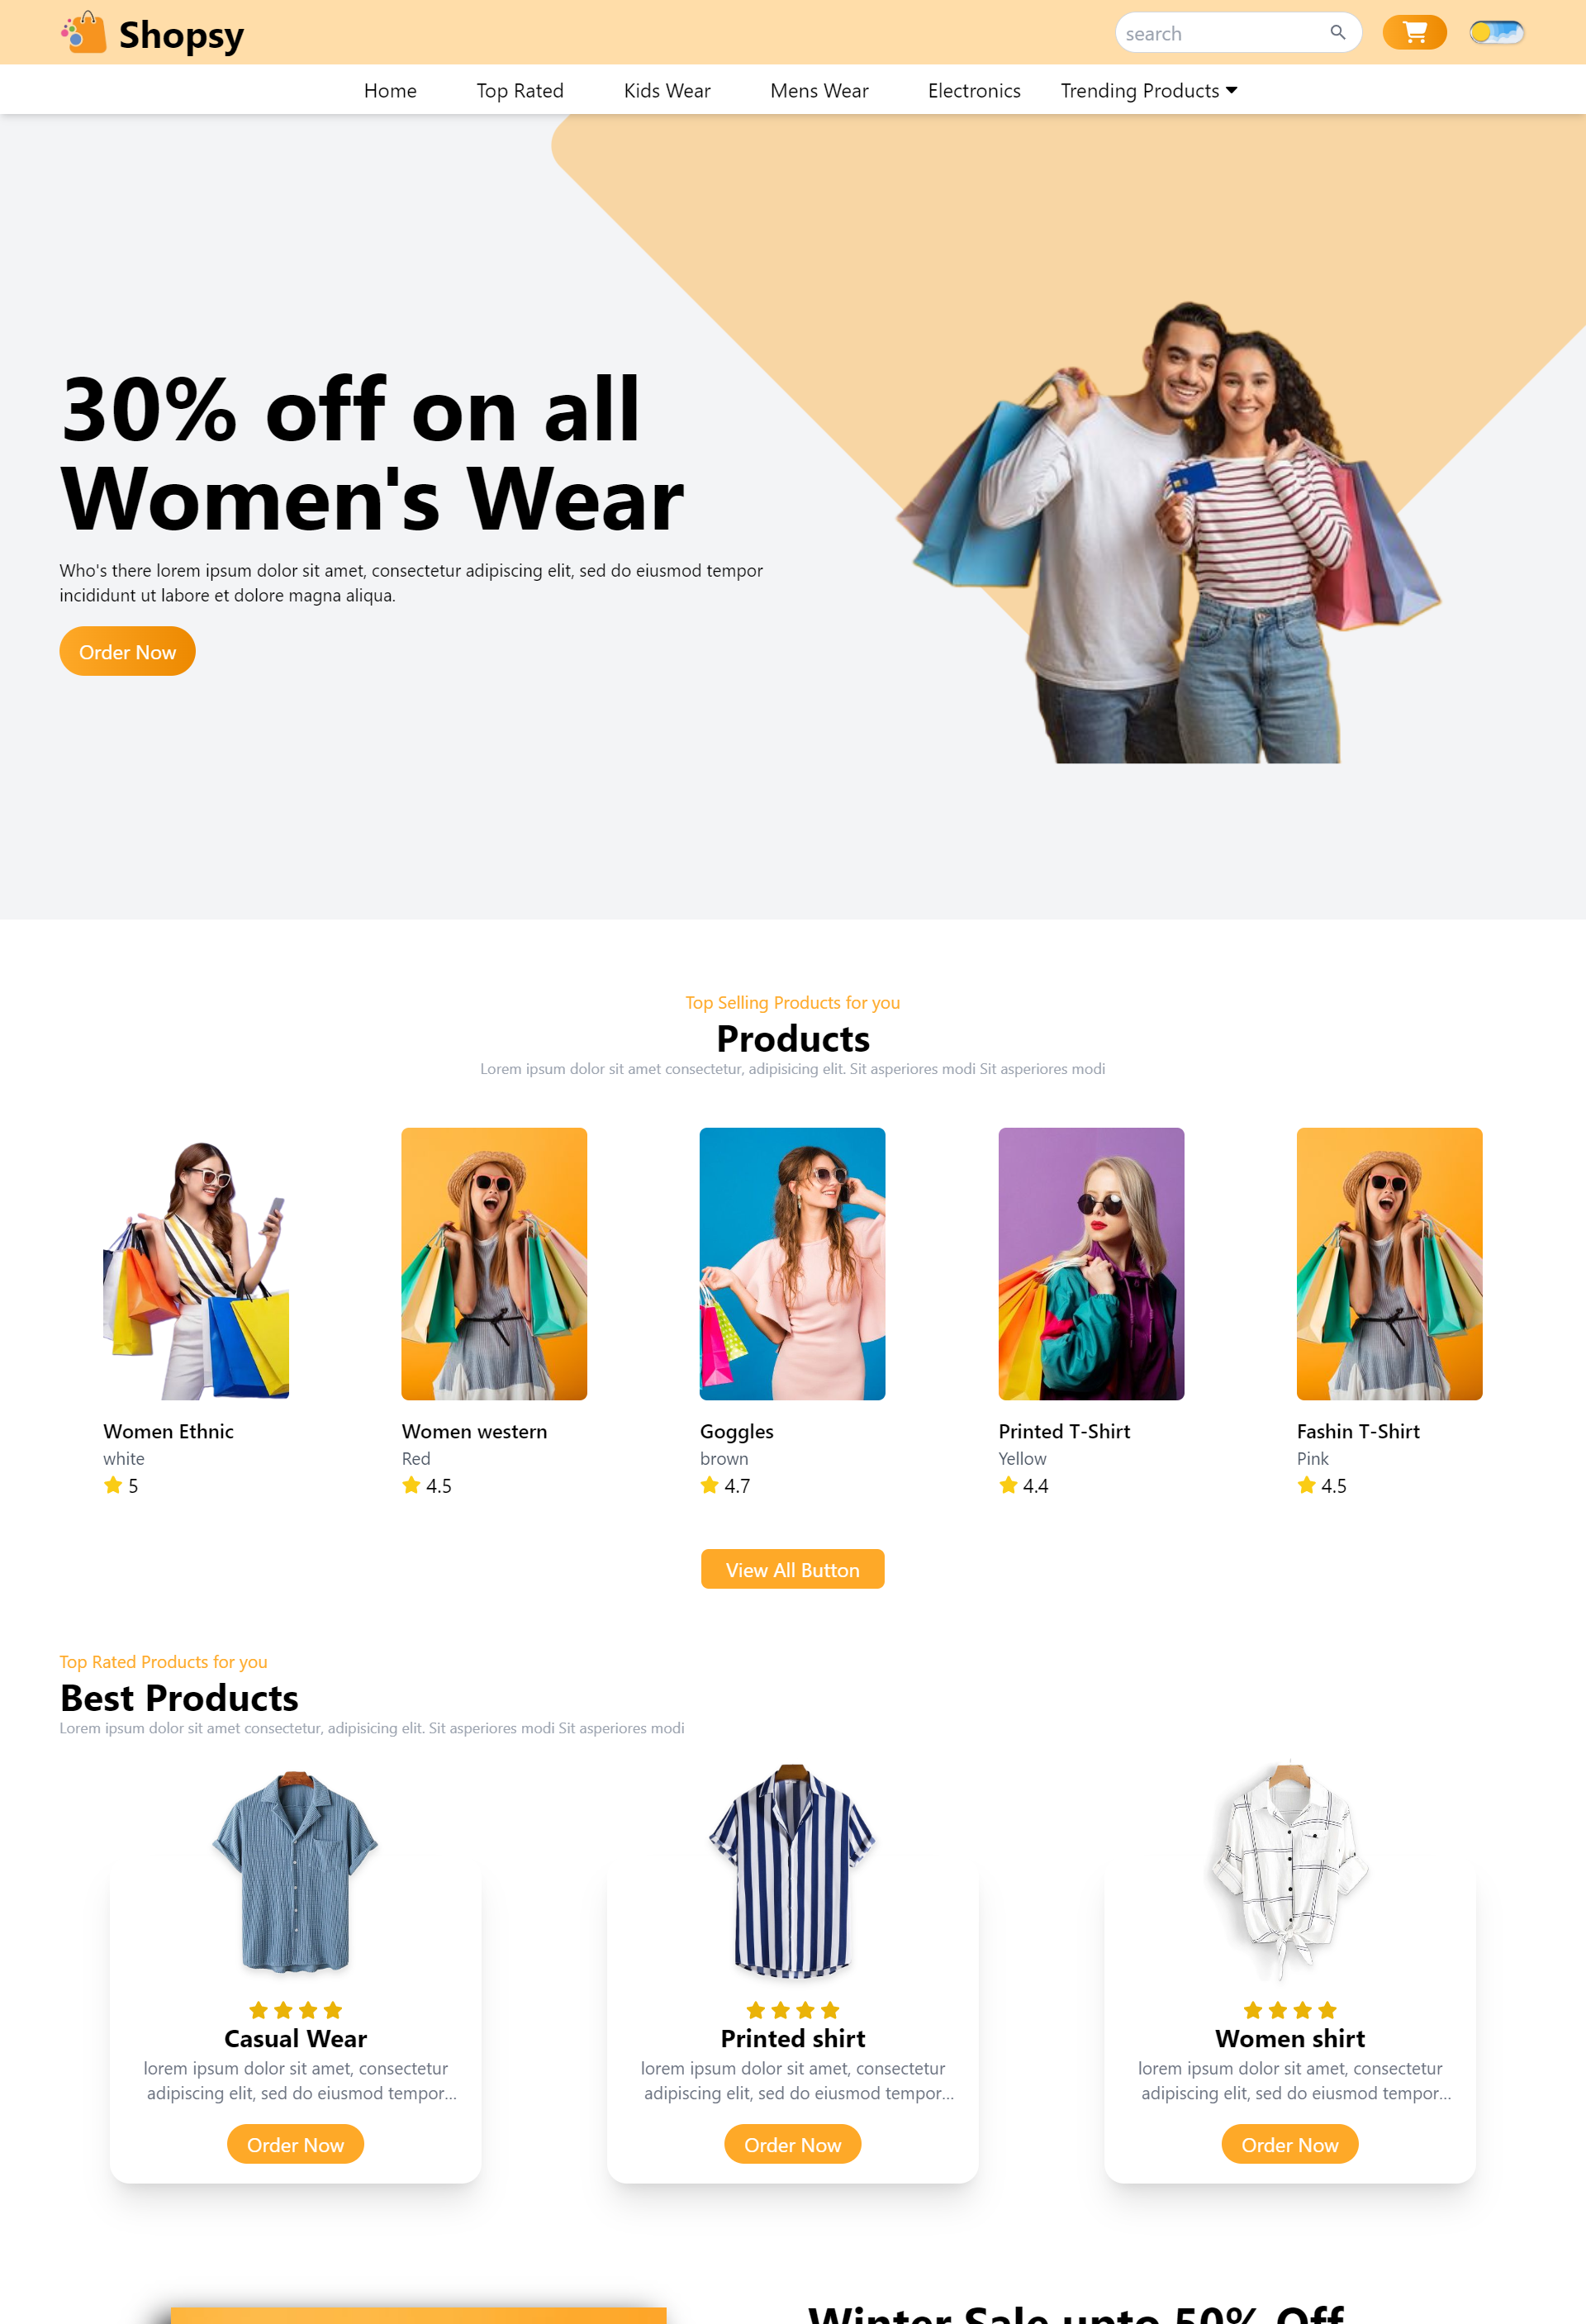 Shopsy
search
Home Top Rated Kids Wear Mens Wear Electronics Trending Products
30% off on all
Women's Wear
Who's there lorem ipsum dolor sit amet, consectetur adipiscing elit, sed do eiusmod tempor
incididunt ut labore et dolore magna aliqua.
Order Now
Top Selling Products for you
Products
Lorem ipsum dolor sit amet consectetur, adipisicing elit. Sit asperiores modi Sit asperiores modi
Women Ethnic
white
5
Women western
Red
4.5
Goggles
brown
4.7
Printed T-Shirt
Yellow
4.4
Fashin T-Shirt
Pink
4.5
View All Button
Top Rated Products for you
Best Products
Lorem ipsum dolor sit amet consectetur, adipisicing elit. Sit asperiores modi Sit asperiores modi
Casual Wear
lorem ipsum dolor sit amet, consectetur
adipiscing elit, sed do eiusmod tempor...
Order Now
Printed shirt
lorem ipsum dolor sit amet, consectetur
adipiscing elit, sed do eiusmod tempor...
Order Now
Women shirt
lorem ipsum dolor sit amet, consectetur
adipiscing elit, sed do eiusmod tempor...
Order Now
Winter Sale upto 50% Off